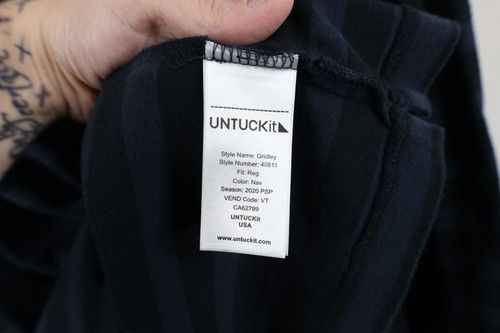 UNTUCKit
Style Name: Gridley
Style Number: 40811
Fit: Reg
Color: Nav
Season: 2020 PSP
VEND Code: VT
CA62799
UNTUCKit
USA
www.untuckit.com